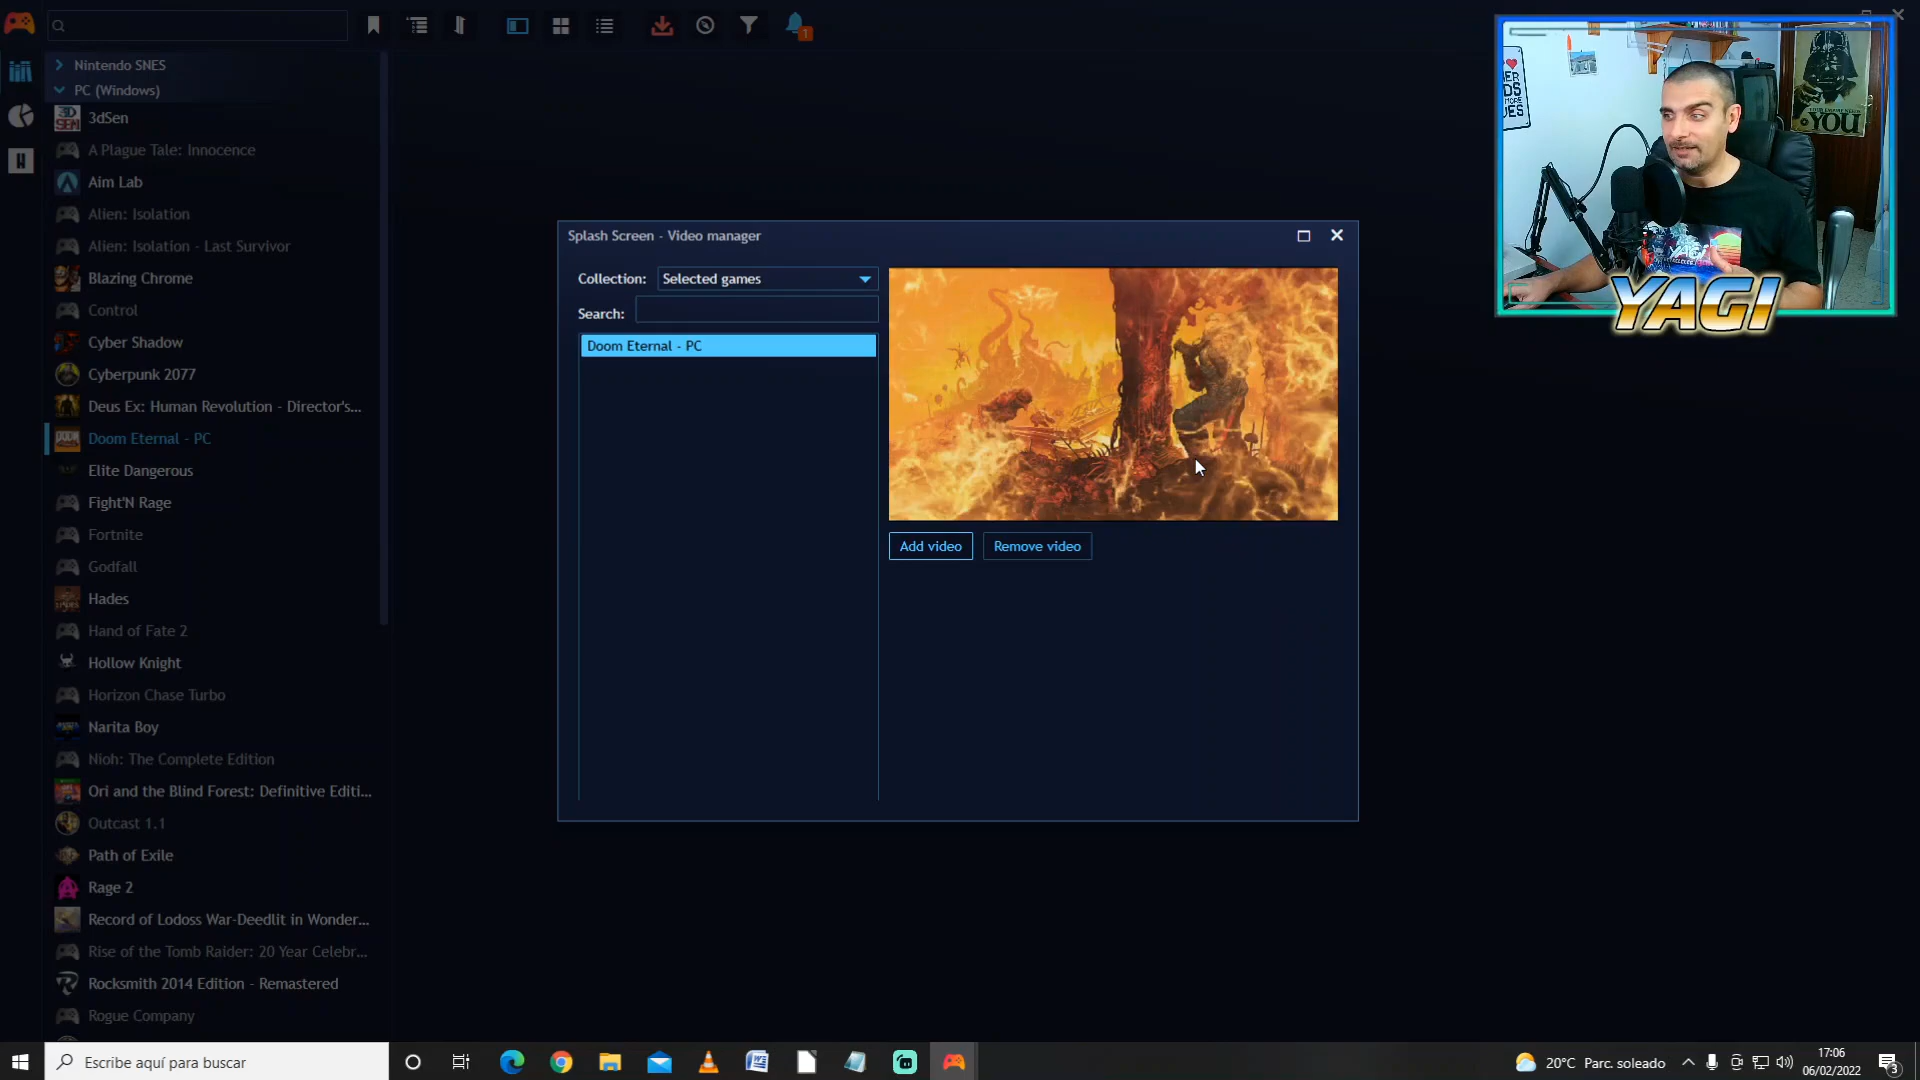 Nintendo SNES
PC (Windows)
3dSen
A Plague Tale: Innocence
Aim Lab
Alien: Isolation
Alien: Isolation - Last Survivor
Blazing Chrome
Control
Cyber Shadow
Cyberpunk 2077
Deus Ex: Human Revolution - Director's...
Doom Eternal - PC
Elite Dangerous
Fight'N Rage
Fortnite
Godfall
Hades
Hand of Fate 2
Hollow Knight
Horizon Chase Turbo
Narita Boy
Nioh: The Complete Edition
Ori and the Blind Forest: Definitive Editi...
Outcast 1.1
Path of Exile
Rage 2
Record of Lodoss War-Deedlit in Wonder...
Rise of the Tomb Raider: 20 Year Celebr...
Rocksmith 2014 Edition - Remastered
Rogue Company
1
Splash Screen - Video manager
Collection: Selected games
Search:
Doom Eternal - PC
Add video Remove video
YOU
YAGI
Escribe aquí para buscar
20°C Parc. soleado
17:06
06/02/2022
3